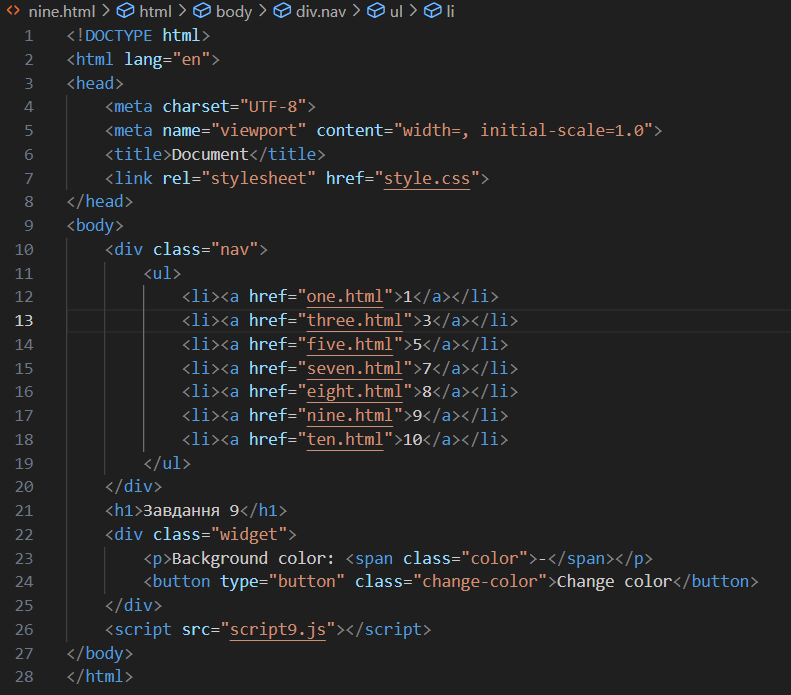 nine.html > html > body > div.nav > ul > li
1 <!DOCTYPE html>
2 <html lang="en">
3 <head>
4     <meta charset="UTF-8">
5     <meta name="viewport" content="width=, initial-scale=1.0">
6     <title>Document</title>
7     <link rel="stylesheet" href="style.css">
8 </head>
9 <body>
10     <div class="nav">
11         <ul>
12             <li><a href="one.html">1</a></li>
13             <li><a href="three.html">3</a></li>
14             <li><a href="five.html">5</a></li>
15             <li><a href="seven.html">7</a></li>
16             <li><a href="eight.html">8</a></li>
17             <li><a href="nine.html">9</a></li>
18             <li><a href="ten.html">10</a></li>
19         </ul>
20     </div>
21     <h1>Завдання 9</h1>
22     <div class="widget">
23         <p>Background color: <span class="color">-</span></p>
24         <button type="button" class="change-color">Change color</button>
25     </div>
26     <script src="script9.js"></script>
27 </body>
28 </html>